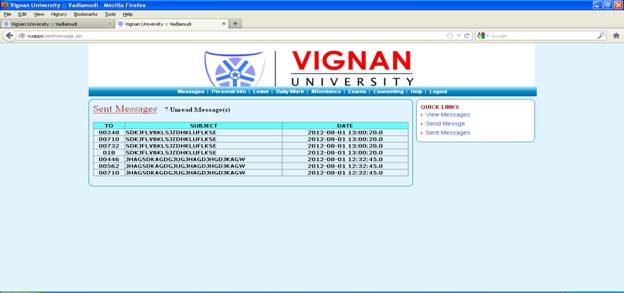 Vignan University :: Vadlamudi - Mozilla Firefox
File Edit View History Bookmarks Tools Help
Vignan University :: Vadlamudi
Vignan University :: Vadlamudi
vuapps/sentmessage.jsp
Google
VIGNAN
UNIVERSITY
Messages | Personal Info | Leave | DailyWork | Attendance | Exams | Counseling | Help | Logout
Sent Messages 7 Unread Message(s)
TO SUBJECT DATE
00248 SDKJFLVBKLSJZDHKLUFLKSE 2012-08-01 13:00:20.0
00710 SDKJFLVBKLSJZDHKLUFLKSE 2012-08-01 13:00:20.0
00732 SDKJFLVBKLSJZDHKLUFLKSE 2012-08-01 13:00:20.0
018 SDKJFLVBKLSJZDHKLUFLKSE 2012-08-01 13:00:20.0
00446 JHAGSDKAGDGJUGJHAGDJHGDJKAGW 2012-08-01 12:32:45.0
00562 JHAGSDKAGDGJUGJHAGDJHGDJKAGW 2012-08-01 12:32:45.0
00710 JHAGSDKAGDGJUGJHAGDJHGDJKAGW 2012-08-01 12:32:45.0
QUICK LINKS
View Messages
Send Messge
Sent Messages